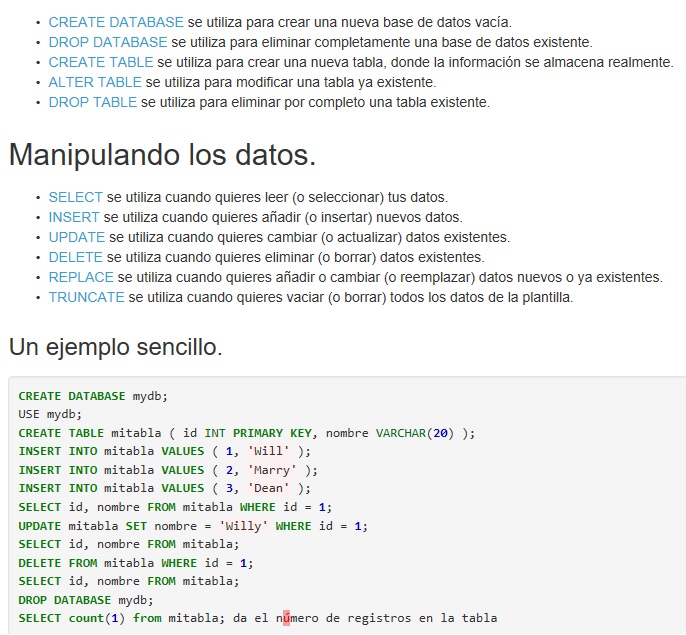 • CREATE DATABASE se utiliza para crear una nueva base de datos vacía.
• DROP DATABASE se utiliza para eliminar completamente una base de datos existente.
• CREATE TABLE se utiliza para crear una nueva tabla, donde la información se almacena realmente.
• ALTER TABLE se utiliza para modificar una tabla ya existente.
• DROP TABLE se utiliza para eliminar por completo una tabla existente.
Manipulando los datos.
• SELECT se utiliza cuando quieres leer (o seleccionar) tus datos.
• INSERT se utiliza cuando quieres añadir (o insertar) nuevos datos.
• UPDATE se utiliza cuando quieres cambiar (o actualizar) datos existentes.
• DELETE se utiliza cuando quieres eliminar (o borrar) datos existentes.
• REPLACE se utiliza cuando quieres añadir o cambiar (o reemplazar) datos nuevos o ya existentes.
• TRUNCATE se utiliza cuando quieres vaciar (o borrar) todos los datos de la plantilla.
Un ejemplo sencillo.
CREATE DATABASE mydb;
USE mydb;
CREATE TABLE mitabla ( id INT PRIMARY KEY, nombre VARCHAR(20) );
INSERT INTO mitabla VALUES ( 1, 'Will' );
INSERT INTO mitabla VALUES ( 2, 'Marry' );
INSERT INTO mitabla VALUES ( 3, 'Dean' );
SELECT id, nombre FROM mitabla WHERE id = 1;
UPDATE mitabla SET nombre = 'Willy' WHERE id = 1;
SELECT id, nombre FROM mitabla;
DELETE FROM mitabla WHERE id = 1;
SELECT id, nombre FROM mitabla;
DROP DATABASE mydb;
SELECT count(1) from mitabla; da el número de registros en la tabla